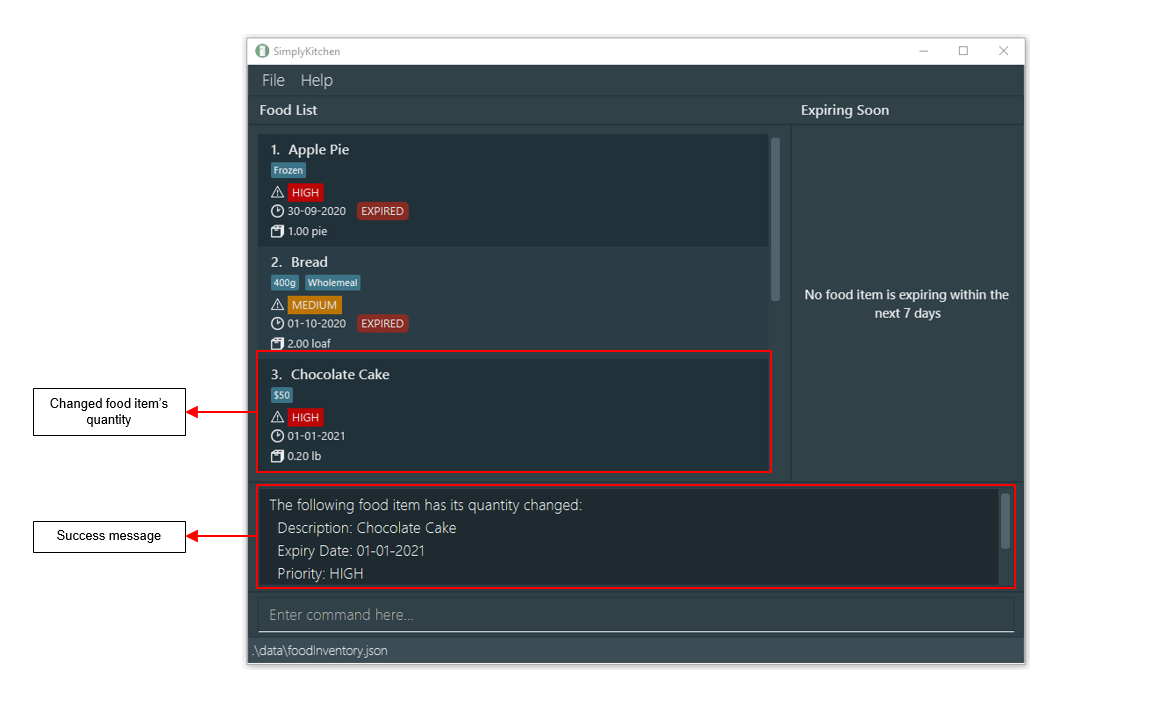 SimplyKitchen
File Help
Food List
Expiring Soon
1. Apple Pie
Frozen
HIGH
30-09-2020 EXPIRED
1.00 pie
2. Bread
400g Wholemeal
MEDIUM
01-10-2020 EXPIRED
2.00 loaf
3. Chocolate Cake
$50
HIGH
01-01-2021
0.20 lb
No food item is expiring within the
next 7 days
Changed food item's
quantity
The following food item has its quantity changed:
Description: Chocolate Cake
Expiry Date: 01-01-2021
Priority: HIGH
Success message
Enter command here...
.\data\foodInventory.json